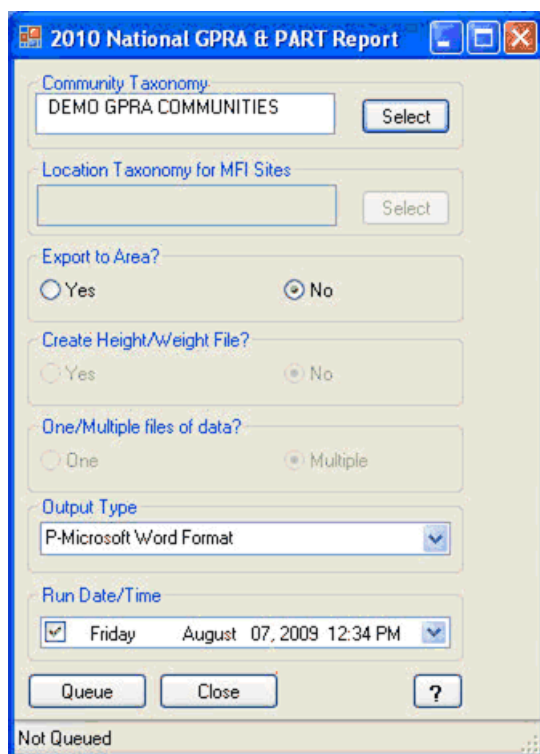 2010 National GPRA & PART Report
Community Taxonomy
DEMO GPRA COMMUNITIES
Select
Location Taxonomy for MFI Sites
Select
Export to Area?
Yes No
Create Height/Weight File?
Yes No
One/Multiple files of data?
One Multiple
Output Type
P-Microsoft Word Format
Run Date/Time
Friday August 07, 2009 12:34 PM
Queue Close ?
Not Queued